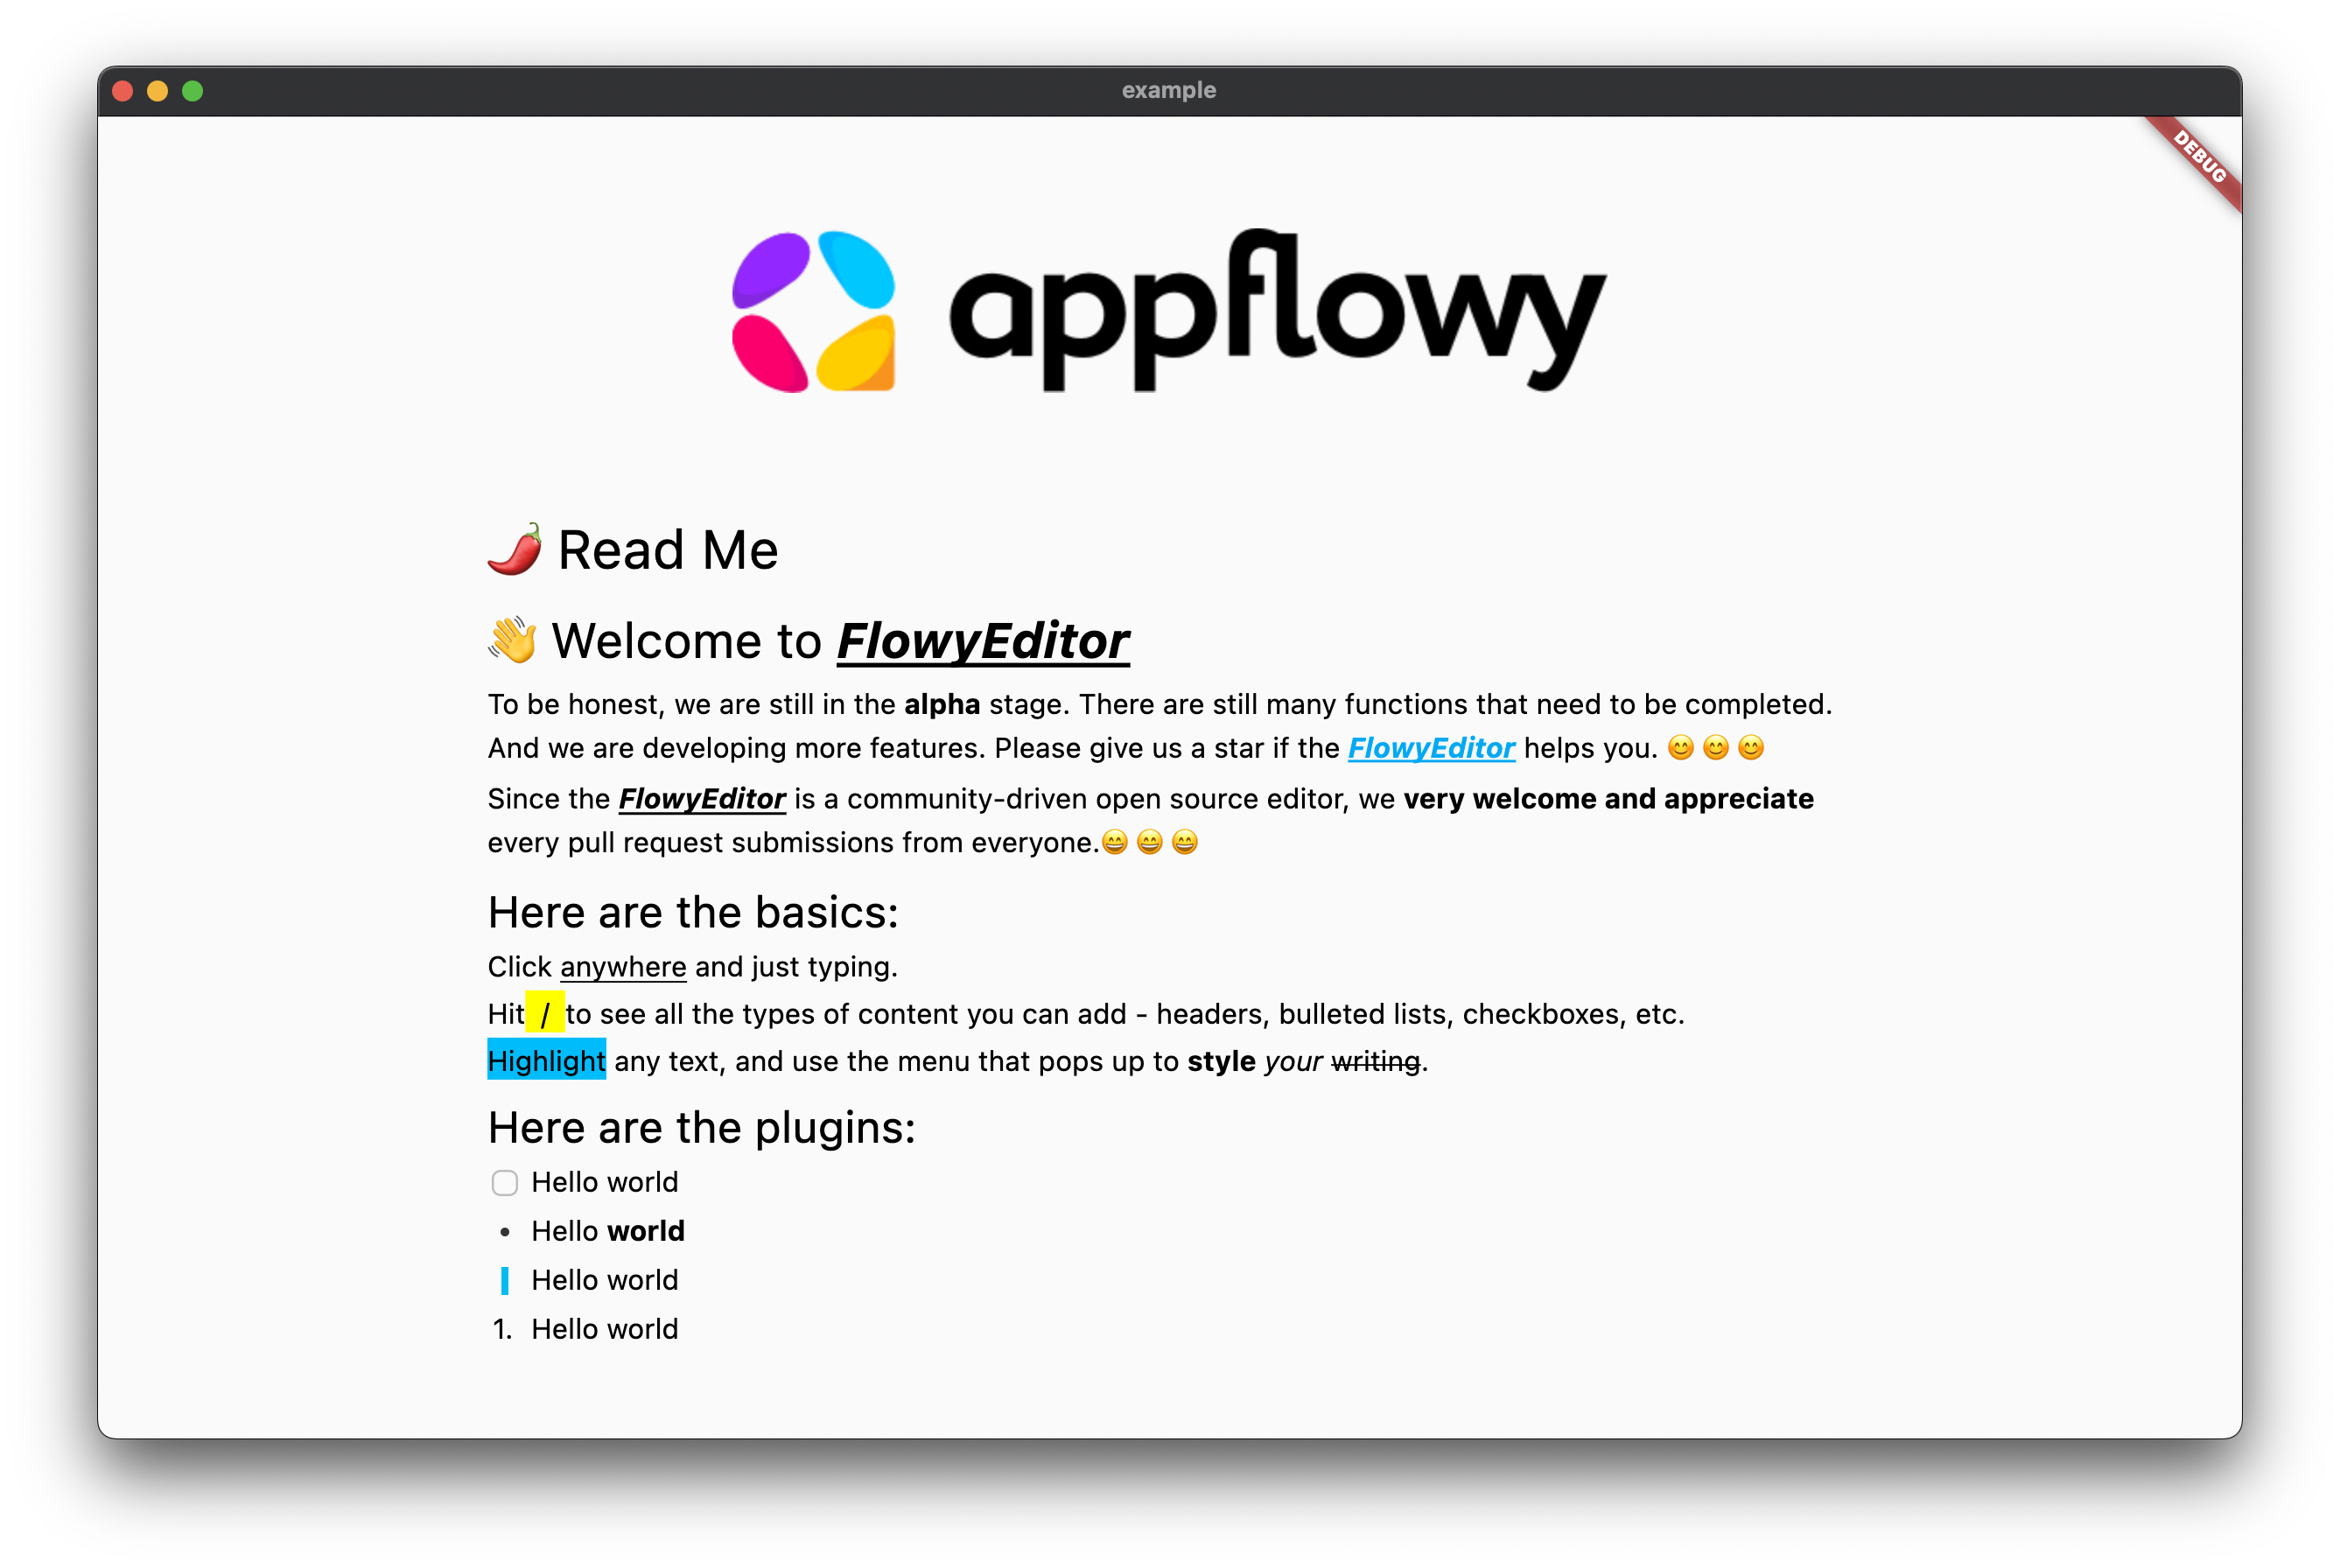 example
DEBUG
appflowy
🌶️ Read Me
👋 Welcome to FlowyEditor
To be honest, we are still in the alpha stage. There are still many functions that need to be completed.
And we are developing more features. Please give us a star if the FlowyEditor helps you. 😊😊😊
Since the FlowyEditor is a community-driven open source editor, we very welcome and appreciate
every pull request submissions from everyone.😄😄😄
Here are the basics:
Click anywhere and just typing.
Hit / to see all the types of content you can add - headers, bulleted lists, checkboxes, etc.
Highlight any text, and use the menu that pops up to style your writing.
Here are the plugins:
Hello world
• Hello world
Hello world
1. Hello world